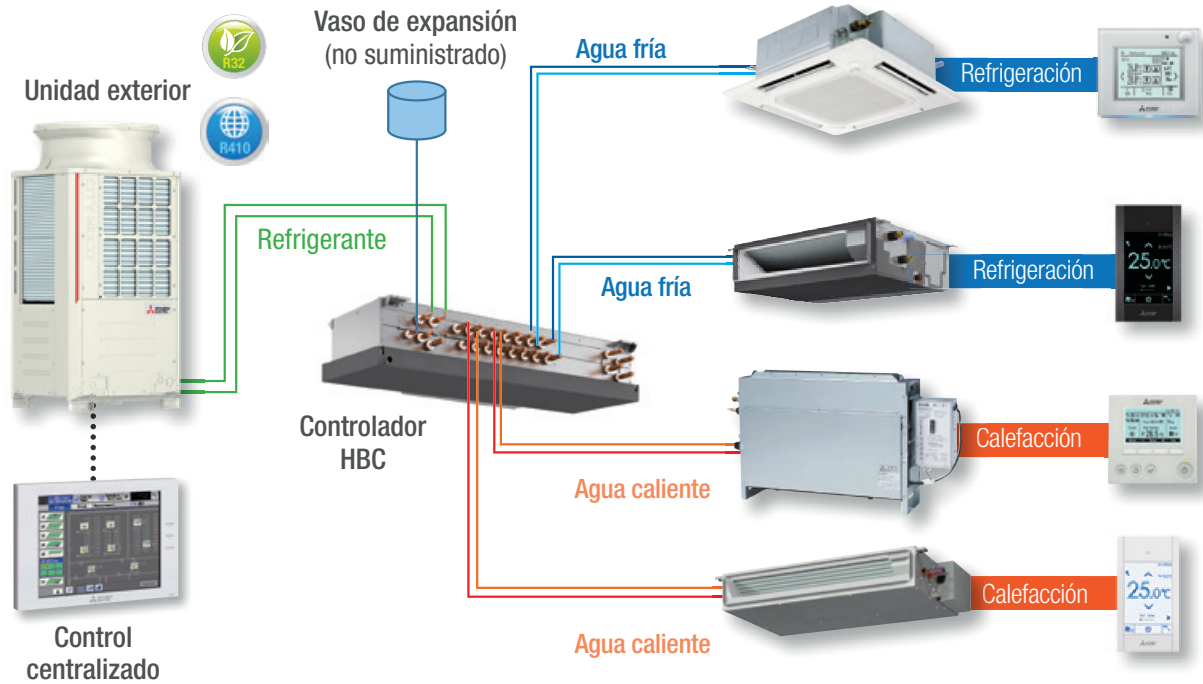 Vaso de expansión
(no suministrado)
R32
Unidad exterior
R410
Agua fría
Refrigeración
Refrigerante
Agua fría
Refrigeración
25.0°C
Controlador
HBC
Agua caliente
Calefacción
Agua caliente
Calefacción
25.0°C
Control
centralizado